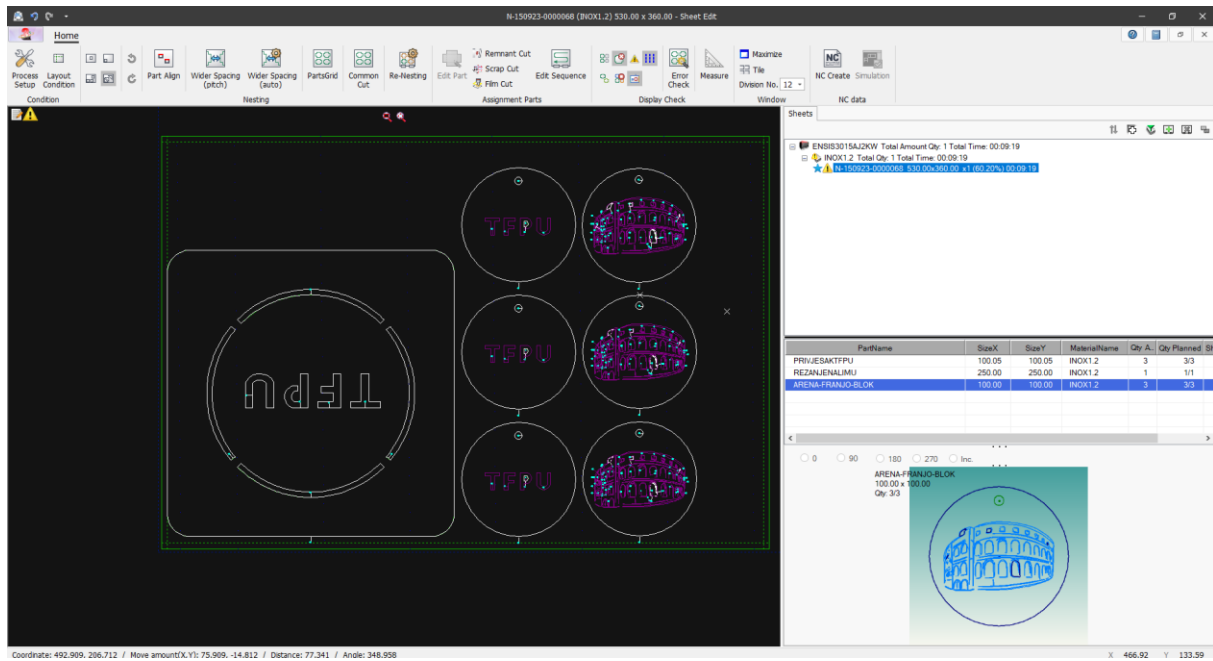 N-150923-0000068 (INOX1.2) 530.00 x 360.00 - Sheet Edit
Home
Process Setup
Layout Condition
Condition
Part Align
Wider Spacing (pitch)
Wider Spacing (auto)
PartsGrid
Common Cut
Re-Nesting
Nesting
Edit Part
Remnant Cut
Scrap Cut
Film Cut
Edit Sequence
Assignment Parts
Error Check
Measure
Display Check
Maximize
Tile
Division No. 12
Window
NC
NC Create
Simulation
NC data
Sheets
ENSIS3015AJ2KW Total Amount Qty: 1 Total Time: 00:09:19
INOX1.2 Total Qty: 1 Total Time: 00:09:19
N-150923-0000068 530.00x360.00 x1 (60.20%) 00:09:19
TFPU
TFPU
TFPU
TFPU
PartName SizeX SizeY MaterialName Qty A.. Qty Planned
PRIVJESAKTFPU 100.05 100.05 INOX1.2 3 3/3
REZANJENALIMU 250.00 250.00 INOX1.2 1 1/1
ARENA-FRANJO-BLOK 100.00 100.00 INOX1.2 3 3/3
0 90 180 270 Inc.
ARENA-FRANJO-BLOK
100.00 x 100.00
Qty: 3/3
Coordinate: 492.909, 206.712 / Move amount(X,Y): 75.909, -14.812 / Distance: 77.341 / Angle: 348.958
X 466.92 Y 133.59